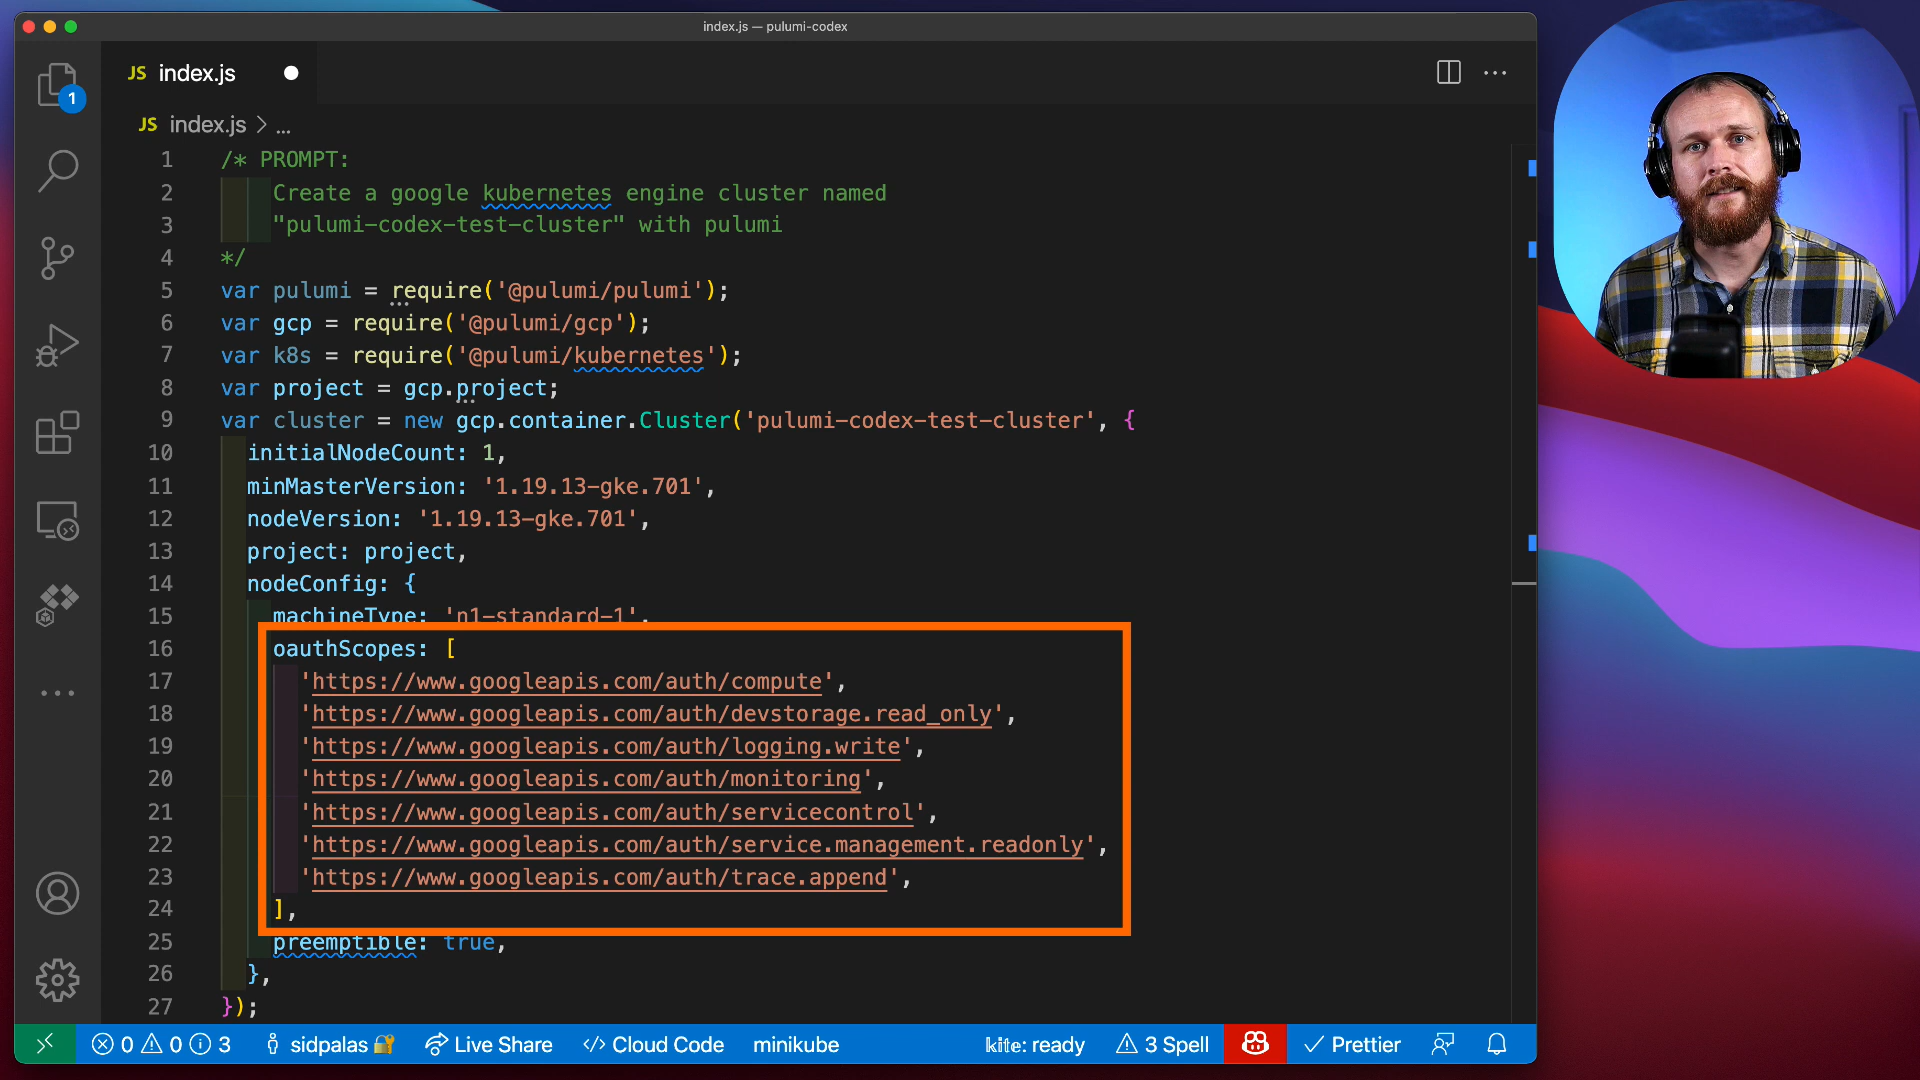 index.js — pulumi-codex
JS index.js
1
JS index.js > ...
1 /* PROMPT:
2 Create a google kubernetes engine cluster named
3 "pulumi-codex-test-cluster" with pulumi
4 */
5 var pulumi = require('@pulumi/pulumi');
6 var gcp = require('@pulumi/gcp');
7 var k8s = require('@pulumi/kubernetes');
8 var project = gcp.project;
9 var cluster = new gcp.container.Cluster('pulumi-codex-test-cluster', {
10 initialNodeCount: 1,
11 minMasterVersion: '1.19.13-gke.701',
12 nodeVersion: '1.19.13-gke.701',
13 project: project,
14 nodeConfig: {
15 machineType: 'n1-standard-1',
16 oauthScopes: [
17 'https://www.googleapis.com/auth/compute',
18 'https://www.googleapis.com/auth/devstorage.read_only',
19 'https://www.googleapis.com/auth/logging.write',
20 'https://www.googleapis.com/auth/monitoring',
21 'https://www.googleapis.com/auth/servicecontrol',
22 'https://www.googleapis.com/auth/service.management.readonly',
23 'https://www.googleapis.com/auth/trace.append',
24 ],
25 preemptible: true,
26 },
27 });
0 0 3 sidpalas Live Share Cloud Code minikube kite: ready 3 Spell Prettier